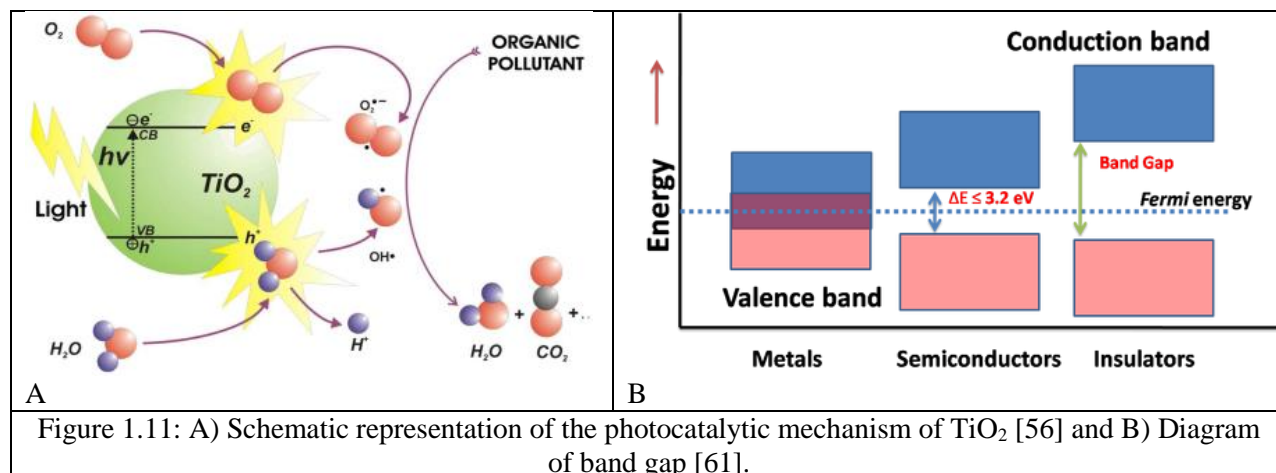 O₂
ORGANIC
POLLUTANT
O₂•−
e⁻
CB
e⁻
hν
TiO₂
Light
VB
h⁺
h⁺
OH•
H₂O
H⁺
H₂O + CO₂ + ..
A
Energy
Conduction band
Band Gap
ΔE ≤ 3.2 eV
Fermi energy
Valence band
Metals Semiconductors Insulators
B
Figure 1.11: A) Schematic representation of the photocatalytic mechanism of TiO₂ [56] and B) Diagram
of band gap [61].